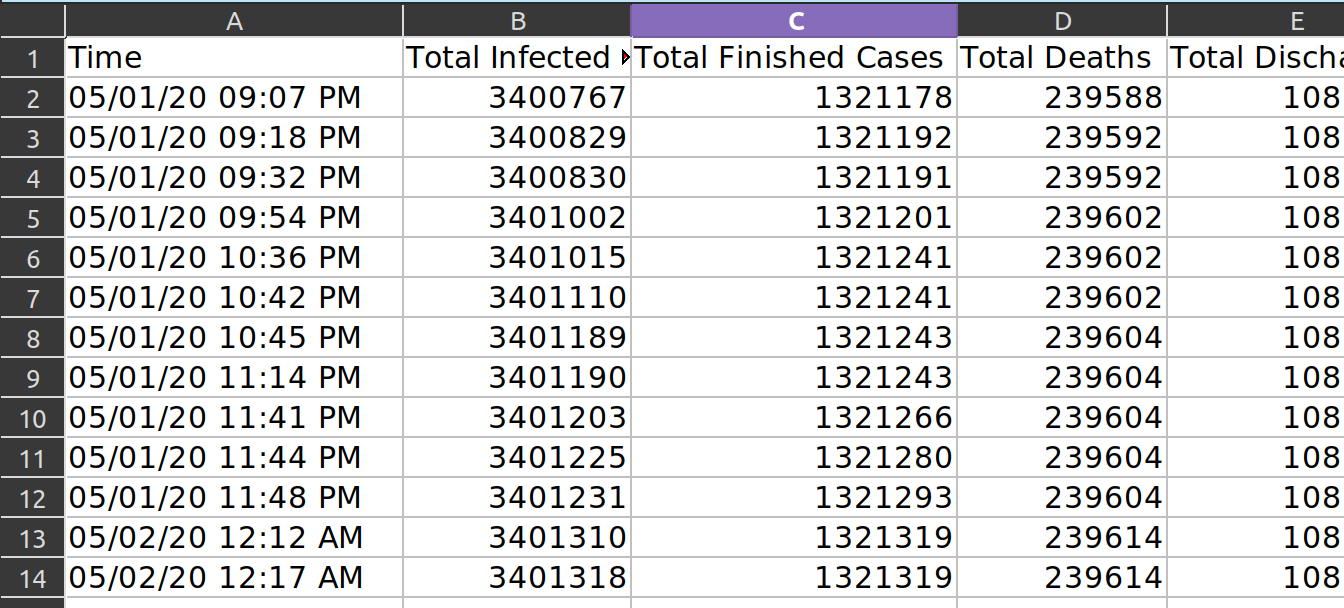 A B C D E
1 Time Total Infected Total Finished Cases Total Deaths Total
2 05/01/20 09:07 PM 3400767 1321178 239588 108
3 05/01/20 09:18 PM 3400829 1321192 239592 108
4 05/01/20 09:32 PM 3400830 1321191 239592 108
5 05/01/20 09:54 PM 3401002 1321201 239602 108
6 05/01/20 10:36 PM 3401015 1321241 239602 108
7 05/01/20 10:42 PM 3401110 1321241 239602 108
8 05/01/20 10:45 PM 3401189 1321243 239604 108
9 05/01/20 11:14 PM 3401190 1321243 239604 108
10 05/01/20 11:41 PM 3401203 1321266 239604 108
11 05/01/20 11:44 PM 3401225 1321280 239604 108
12 05/01/20 11:48 PM 3401231 1321293 239604 108
13 05/02/20 12:12 AM 3401310 1321319 239614 108
14 05/02/20 12:17 AM 3401318 1321319 239614 108